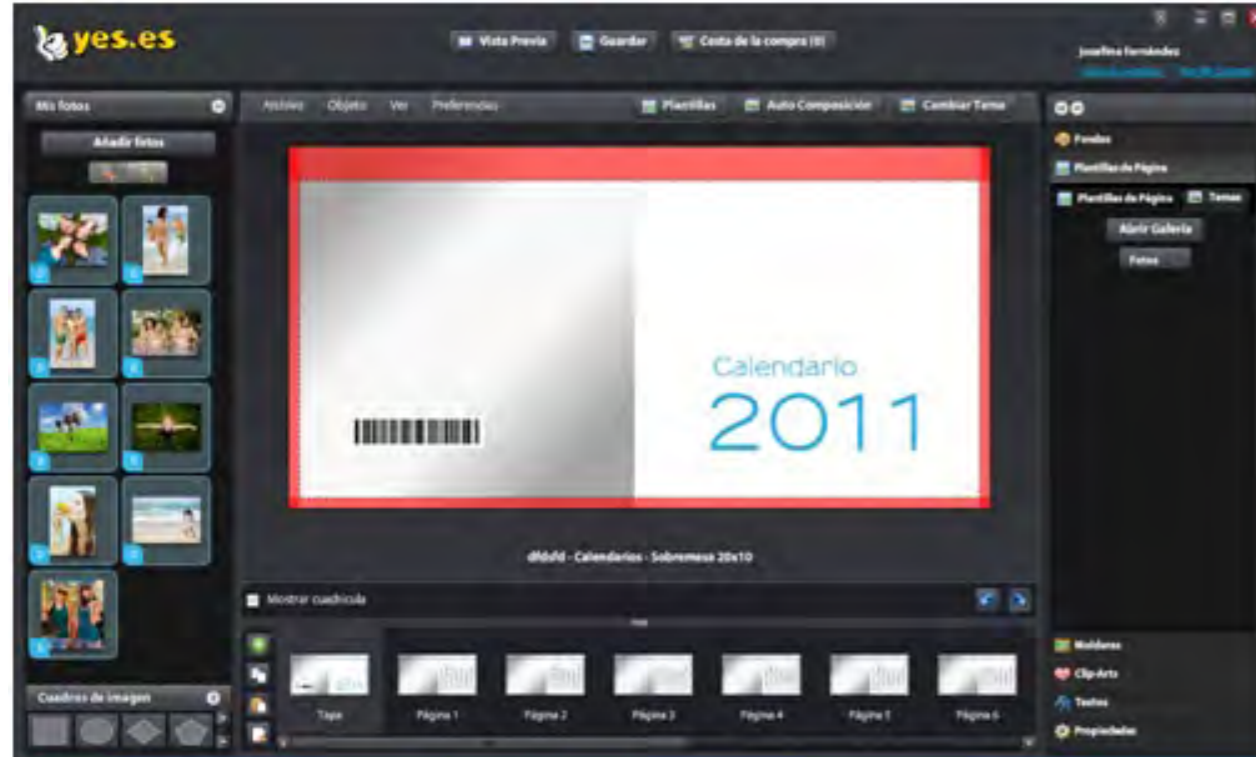 yes.es
Vista Previa Guardar Cesta de la compra (0)
Josefina Fernándes
Mis fotos
Archivo Objeto Ver Preferencias Plantillas Auto Composición Cambiar Tema
Añadir fotos
Fondos
Plantillas de Página
Plantillas de Página Temas
Abrir Galería
Fotos
Calendario
2011
dfdsfd - Calendarios - Sobremesa 20x10
Mostrar cuadrícula
Tapa Página 1 Página 2 Página 3 Página 4 Página 5 Página 6
Cuadros de imagen
Molduras
Clip-Arts
Textos
Propiedades